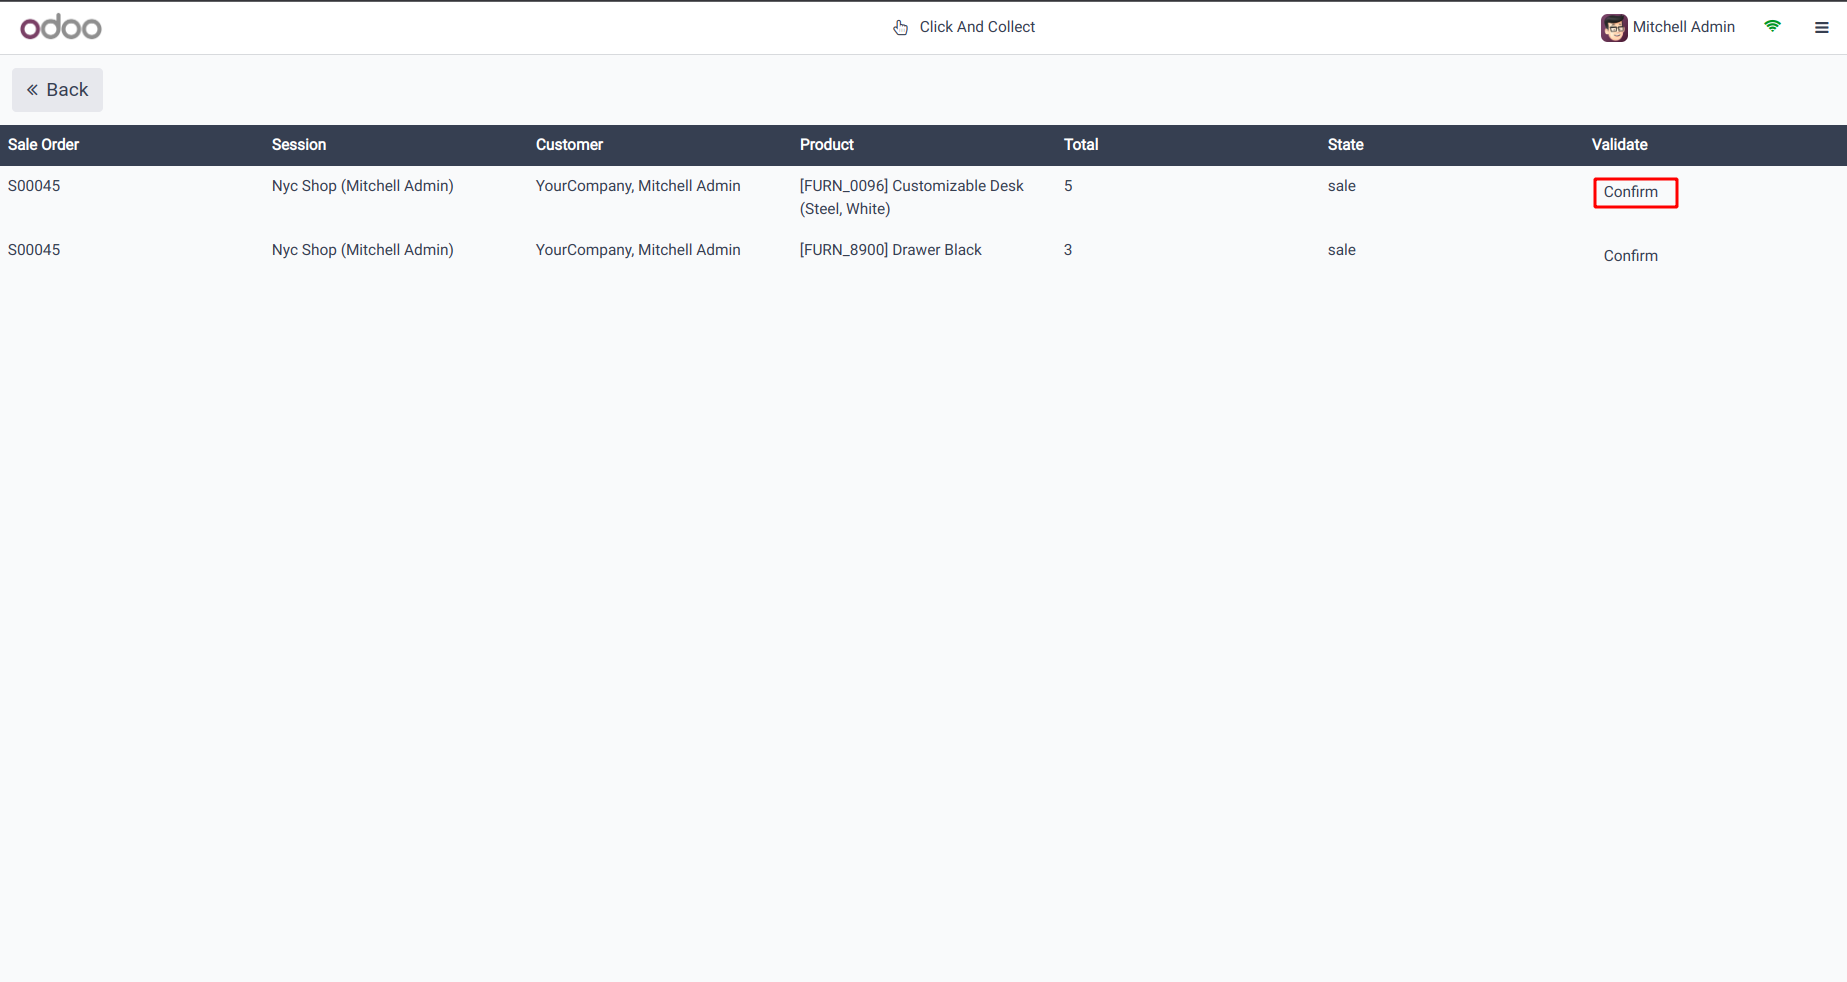 odoo
Click And Collect
Mitchell Admin
« Back
Sale Order Session Customer Product Total State Validate
S00045 Nyc Shop (Mitchell Admin) YourCompany, Mitchell Admin [FURN_0096] Customizable Desk 5 sale Confirm
(Steel, White)
S00045 Nyc Shop (Mitchell Admin) YourCompany, Mitchell Admin [FURN_8900] Drawer Black 3 sale Confirm